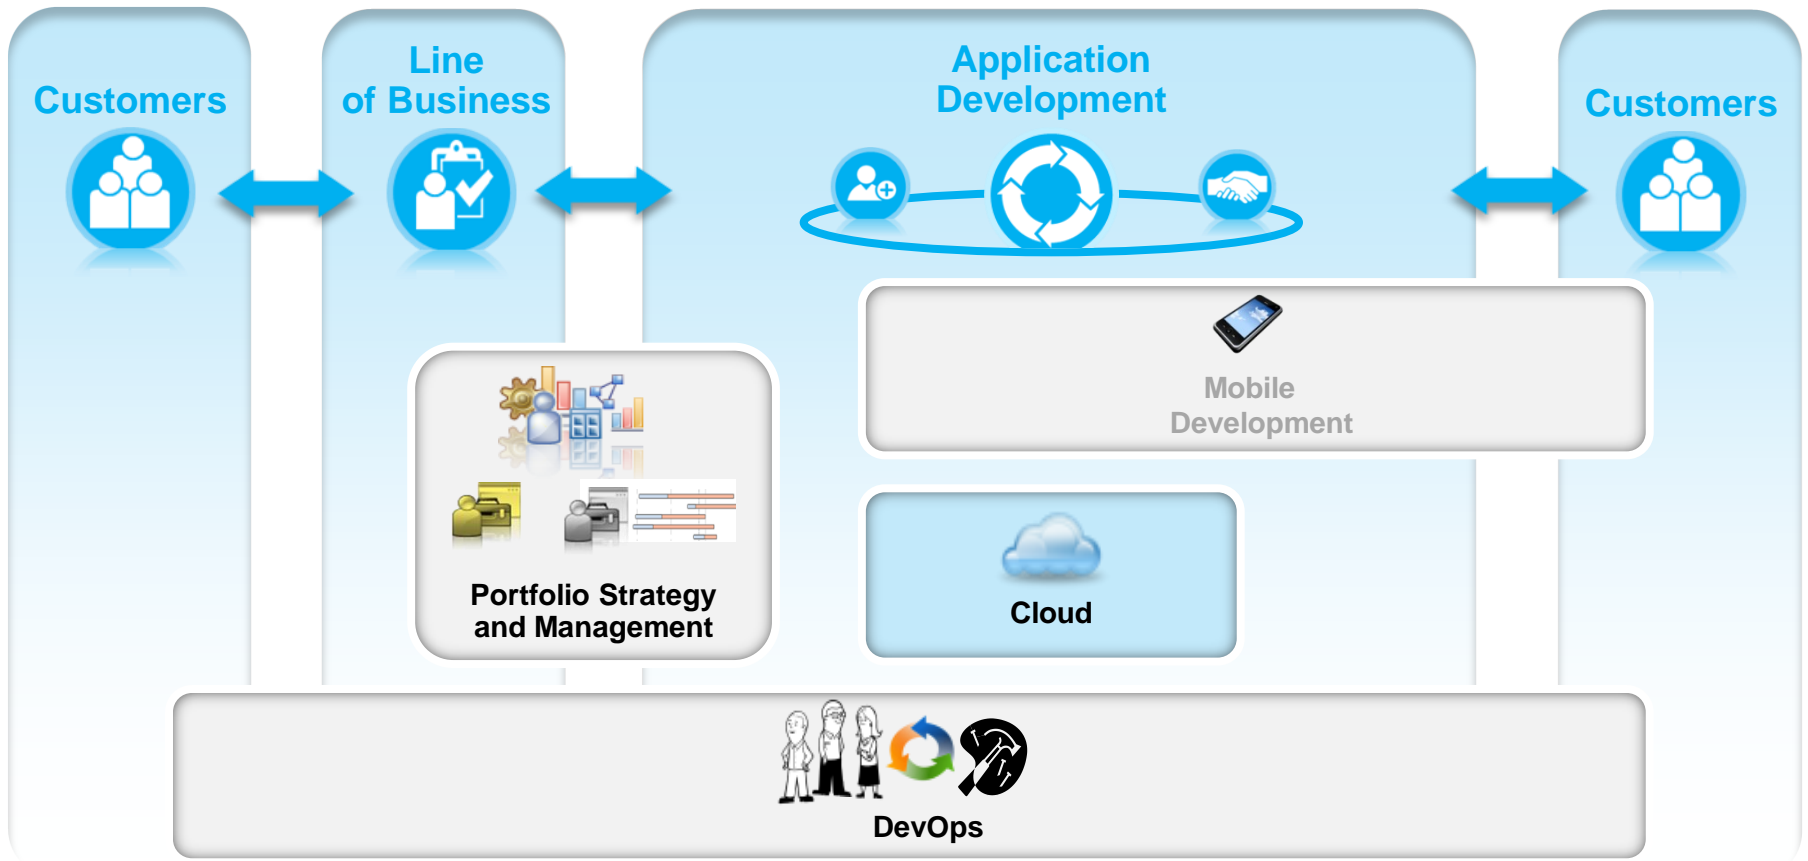 Customers
Line
of Business
Application
Development
Customers
Mobile
Development
Portfolio Strategy
and Management
Cloud
DevOps